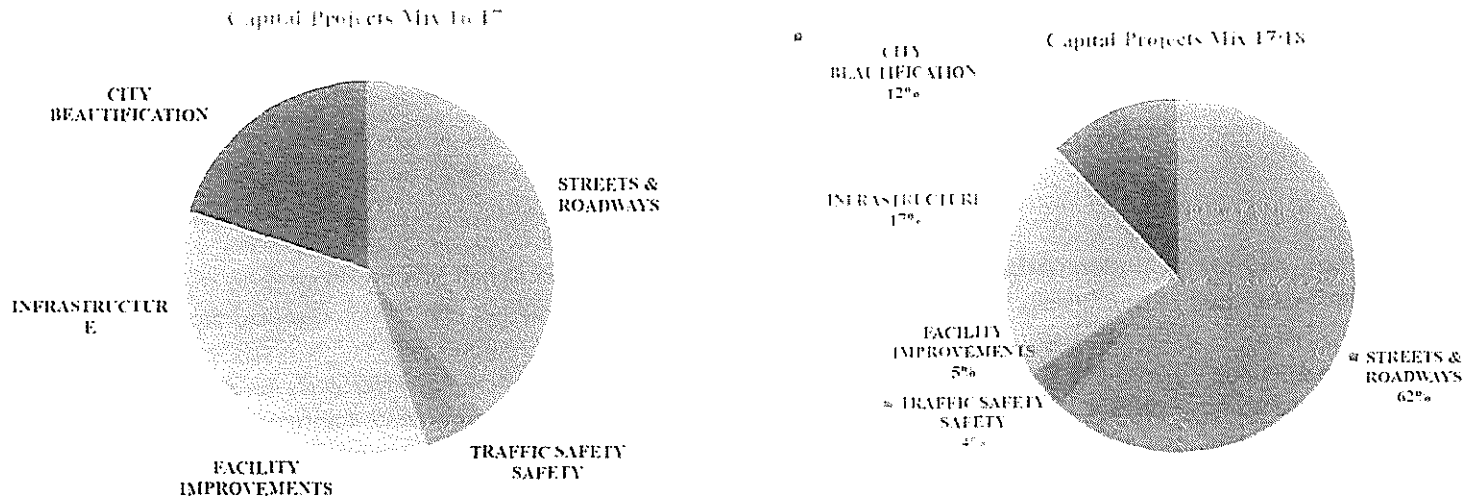 Capital Projects Mix 16-17
CITY
BEAUTIFICATION
STREETS &
ROADWAYS
INFRASTRUCTUR
E
TRAFFIC SAFETY
SAFETY
FACILITY
IMPROVEMENTS
Capital Projects Mix 17-18
CITY
BEAUTIFICATION
12%
INFRASTRUCTURE
17%
FACILITY
IMPROVEMENTS
5%
STREETS &
ROADWAYS
62%
TRAFFIC SAFETY
SAFETY
4%